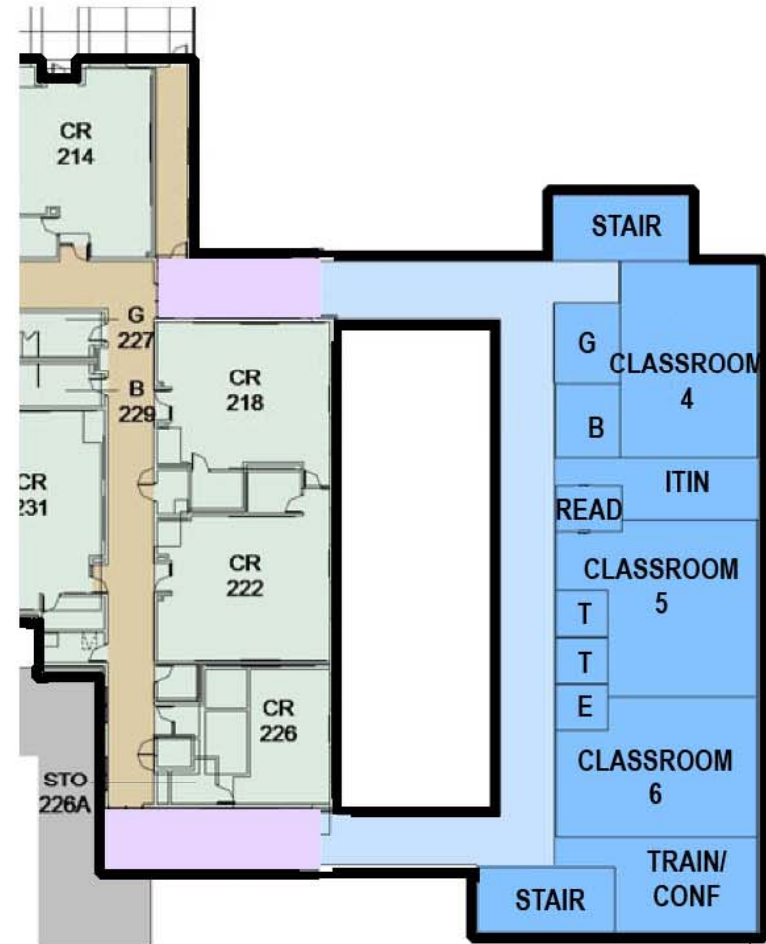 CR
214
STAIR
G
227
B
229
CR
218
G
CLASSROOM
4
B
CR
231
ITIN
READ
CR
222
CLASSROOM
5
T
T
E
CR
226
CLASSROOM
6
STO
226A
TRAIN/
CONF
STAIR